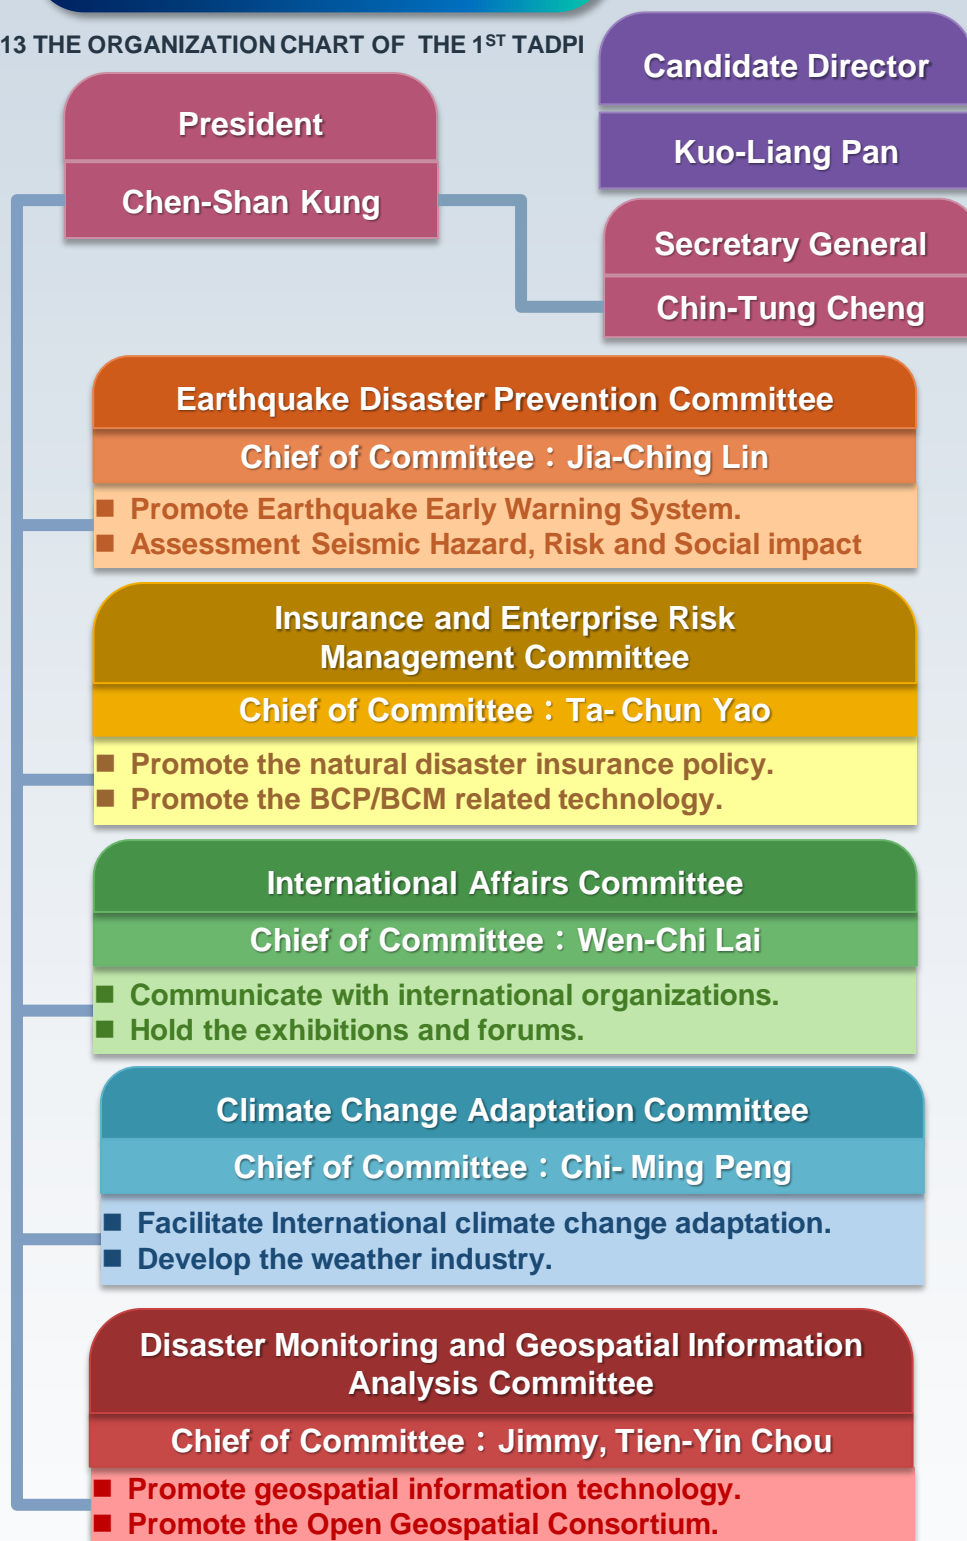 13 THE ORGANIZATION CHART OF THE 1ST TADPI
Candidate Director
Kuo-Liang Pan
President
Chen-Shan Kung
Secretary General
Chin-Tung Cheng
Earthquake Disaster Prevention Committee
Chief of Committee：Jia-Ching Lin
■ Promote Earthquake Early Warning System.
■ Assessment Seismic Hazard, Risk and Social impact
Insurance and Enterprise Risk
Management Committee
Chief of Committee：Ta- Chun Yao
■ Promote the natural disaster insurance policy.
■ Promote the BCP/BCM related technology.
International Affairs Committee
Chief of Committee：Wen-Chi Lai
■ Communicate with international organizations.
■ Hold the exhibitions and forums.
Climate Change Adaptation Committee
Chief of Committee：Chi- Ming Peng
■ Facilitate International climate change adaptation.
■ Develop the weather industry.
Disaster Monitoring and Geospatial Information
Analysis Committee
Chief of Committee：Jimmy, Tien-Yin Chou
■ Promote geospatial information technology.
■ Promote the Open Geospatial Consortium.